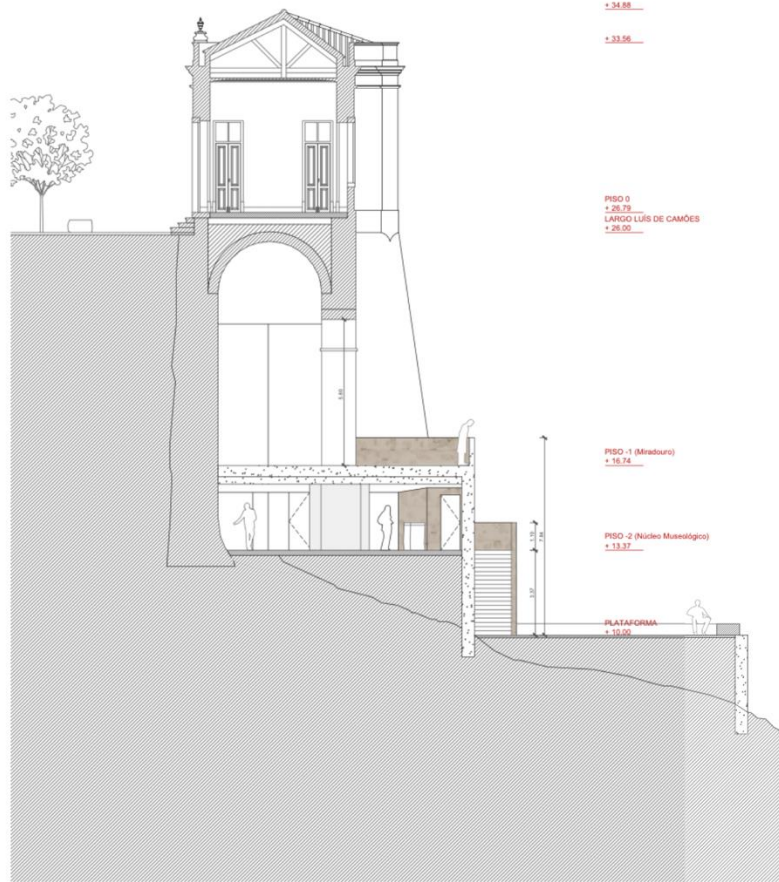 + 34.88
+ 33.56
PISO 0
+ 26.79
LARGO LUÍS DE CAMÕES
+ 26.00
PISO -1 (Miradouro)
+ 16.74
PISO -2 (Núcleo Museológico)
+ 13.37
PLATAFORMA
+ 10.00